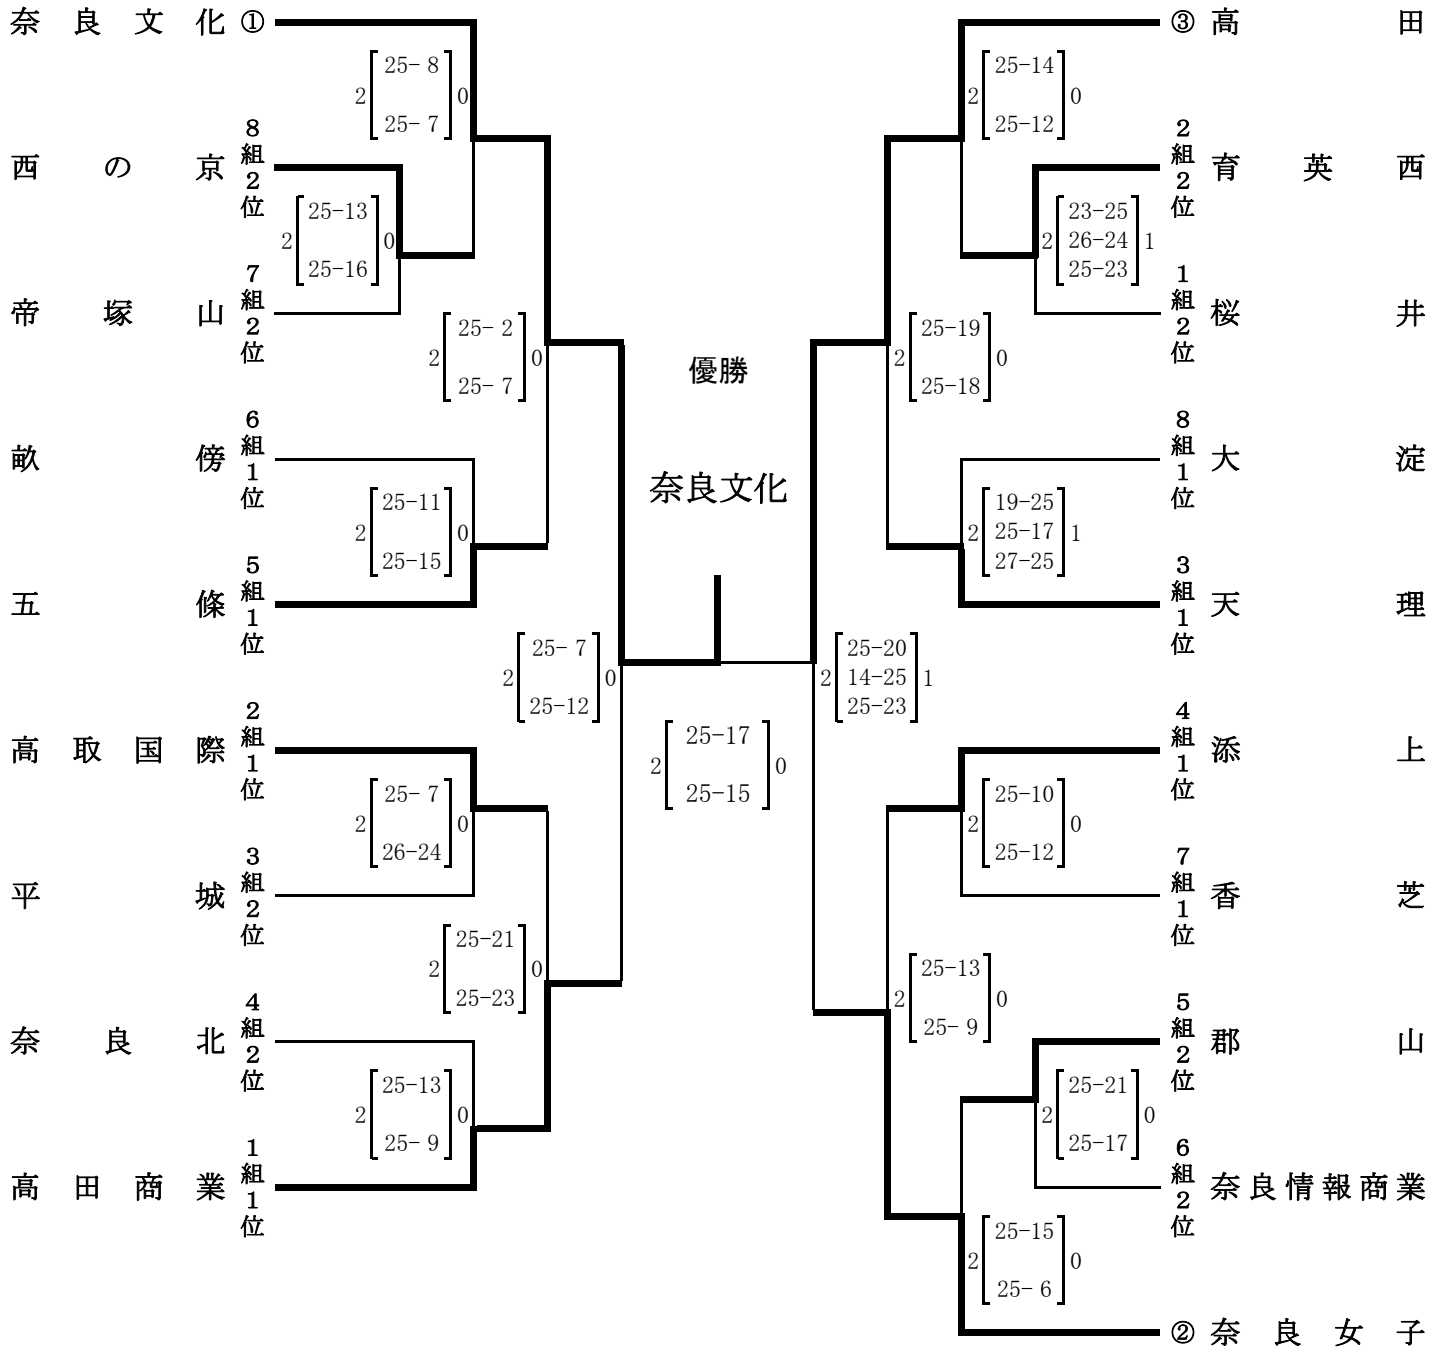 奈良文化 ①
2 25- 8 0
25- 7
西の京 8組2位
2 25-13 0
25-16
帝塚山 7組2位
2 25- 2 0
25- 7
畝傍 6組1位
2 25-11 0
25-15
五條 5組1位
2 25- 7 0
25-12
高取国際 2組1位
2 25- 7 0
26-24
平城 3組2位
2 25-21 0
25-23
奈良北 4組2位
2 25-13 0
25- 9
高田商業 1組1位
優勝
奈良文化
2 25-17 0
25-15
③ 高田
2 25-14 0
25-12
2組2位 育英西
2 23-25 1
26-24
25-23
1組2位 桜井
2 25-19 0
25-18
8組1位 大淀
2 19-25 1
25-17
27-25
3組1位 天理
2 25-20 1
14-25
25-23
4組1位 添上
2 25-10 0
25-12
7組1位 香芝
2 25-13 0
25- 9
5組2位 郡山
2 25-21 0
25-17
6組2位 奈良情報商業
2 25-15 0
25- 6
② 奈良女子